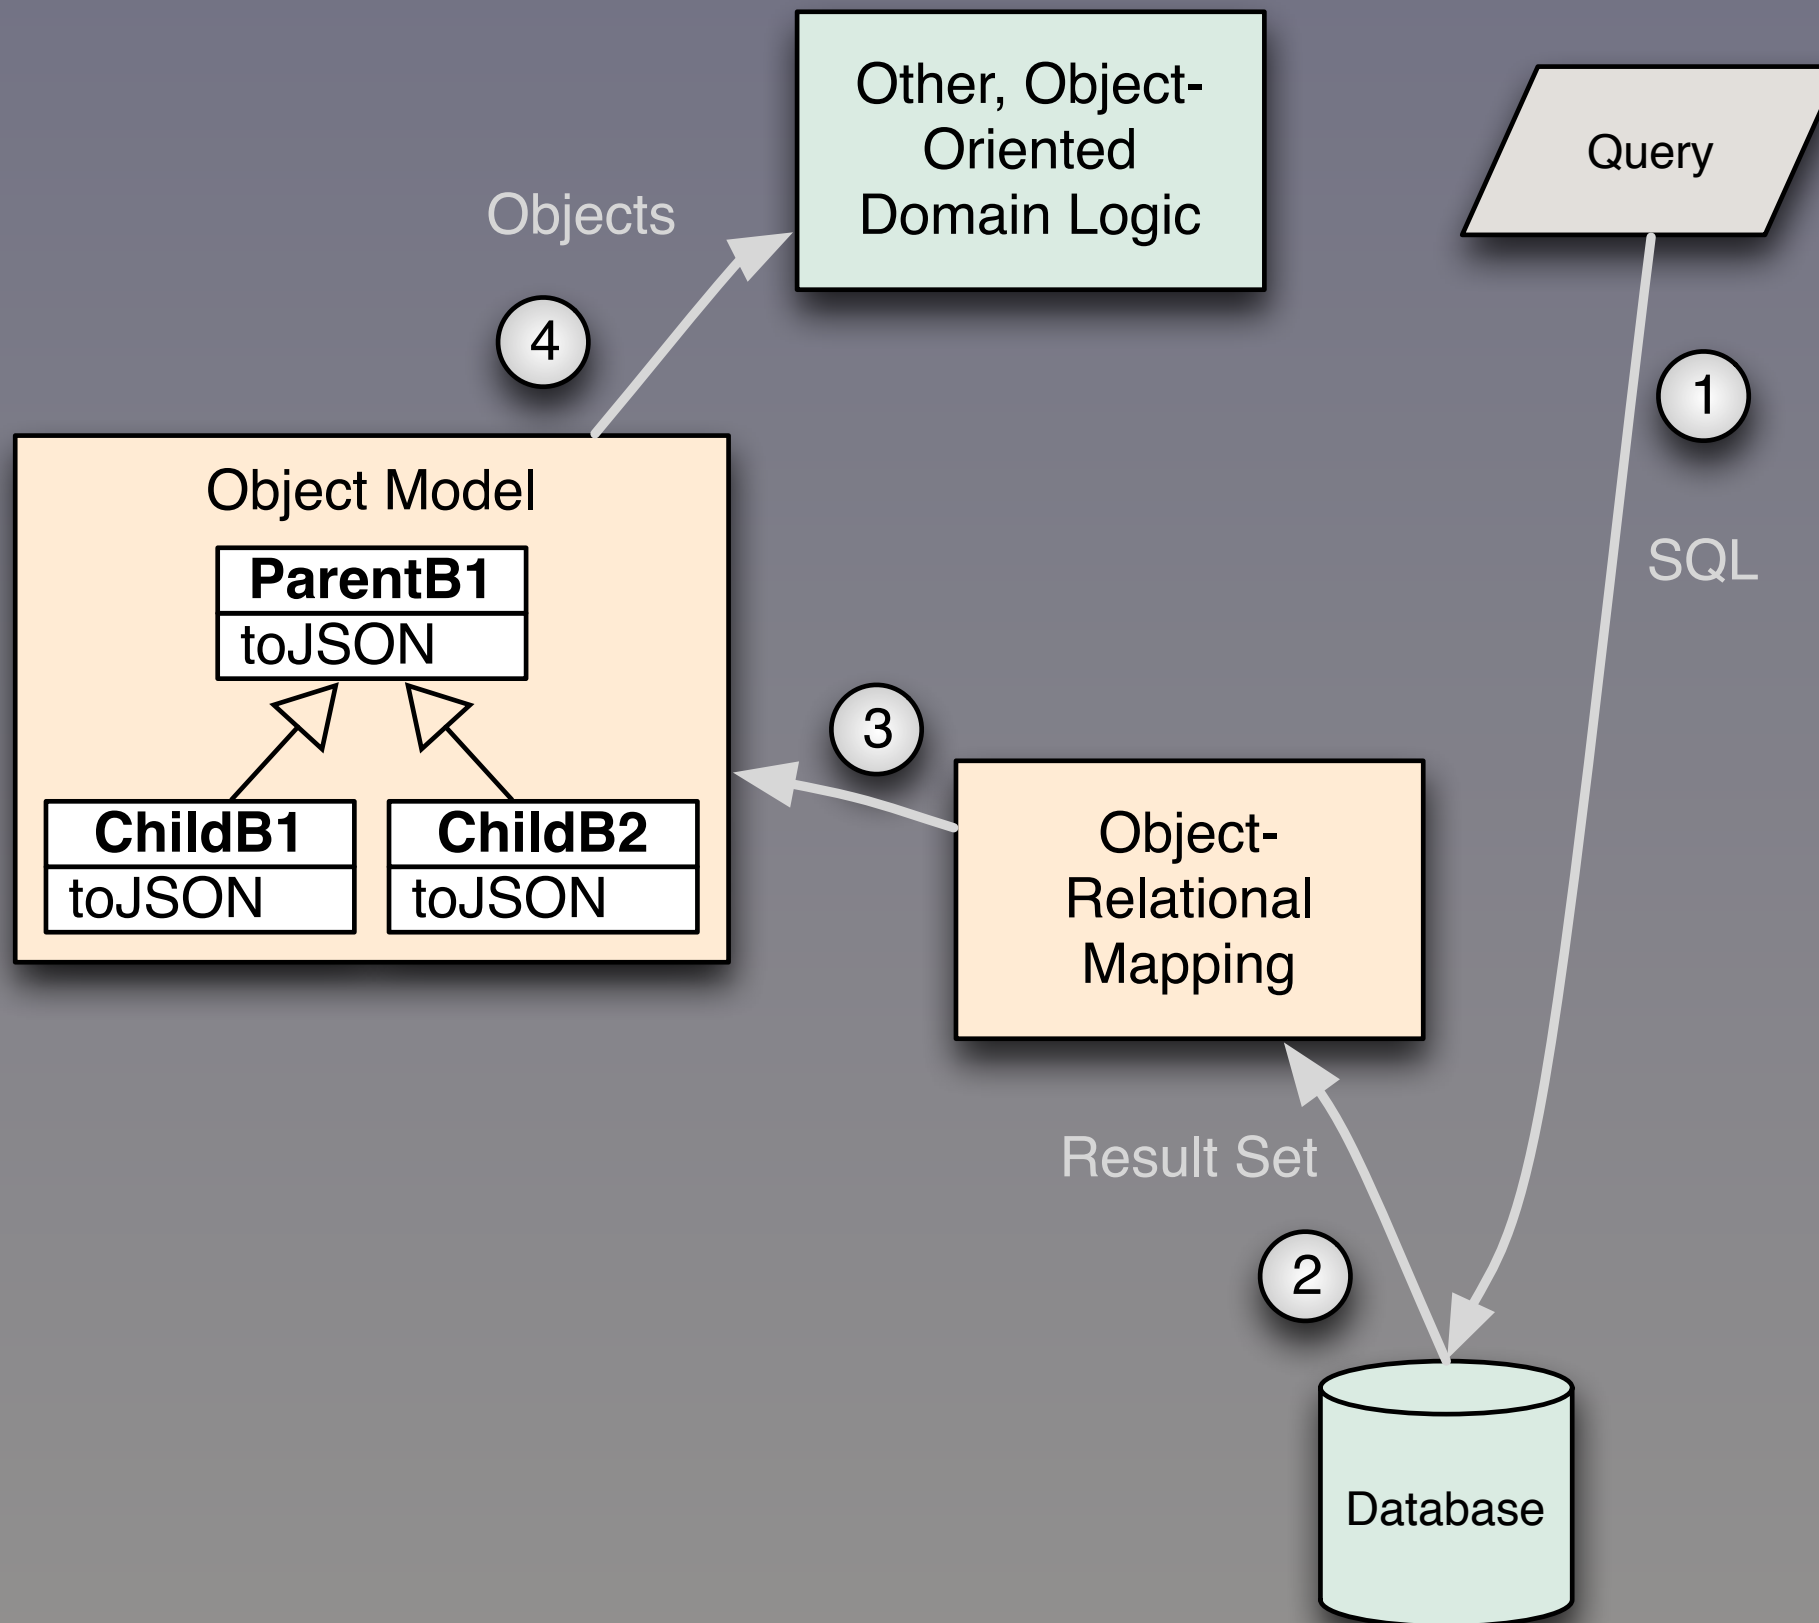 Other, Object-
Oriented
Domain Logic
Query
Objects
4
1
Object Model
SQL
ParentB1
toJSON
3
ChildB1
toJSON
ChildB2
toJSON
Object-
Relational
Mapping
Result Set
2
Database